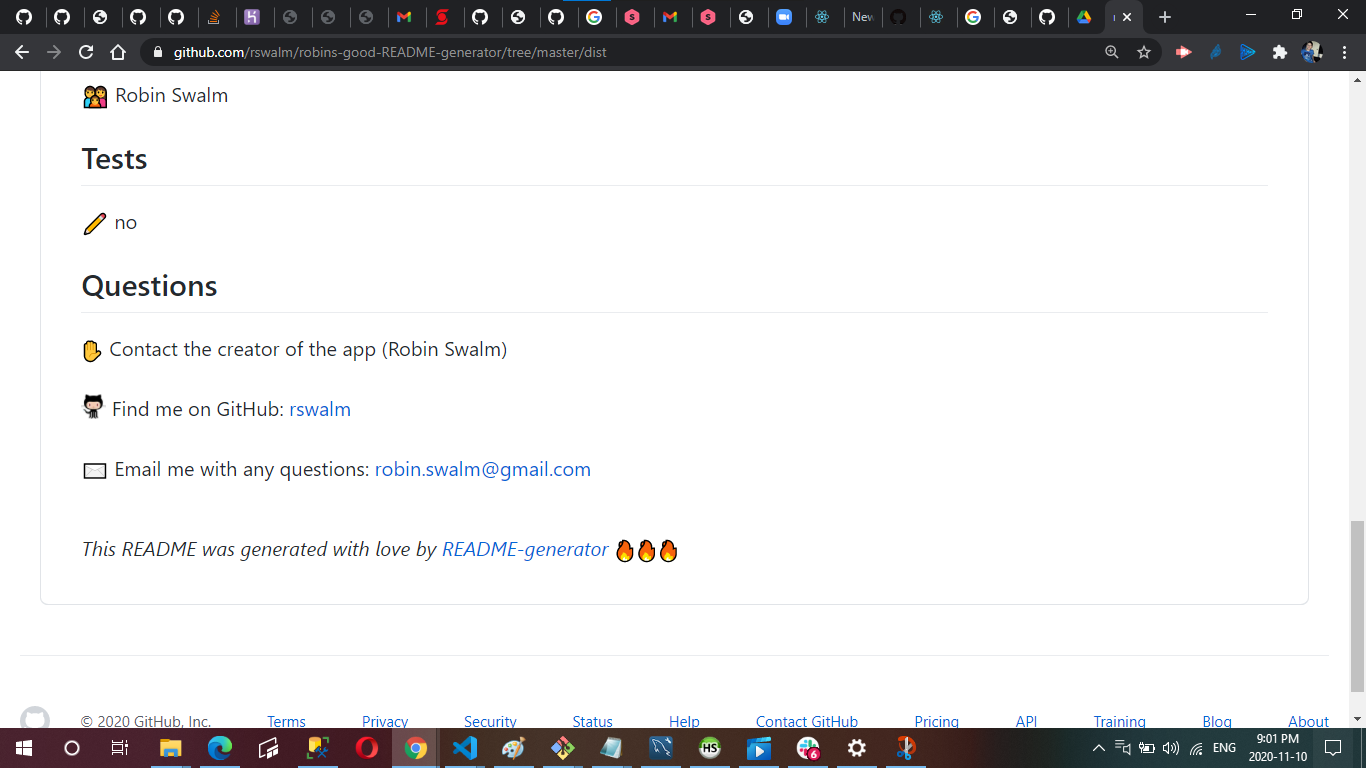 New
github.com/rswalm/robins-good-README-generator/tree/master/dist
Robin Swalm
Tests
no
Questions
Contact the creator of the app (Robin Swalm)
Find me on GitHub: rswalm
Email me with any questions: robin.swalm@gmail.com
This README was generated with love by README-generator
© 2020 GitHub, Inc. Terms Privacy Security Status Help Contact GitHub Pricing API Training Blog About
HS
6
ENG
9:01 PM
2020-11-10